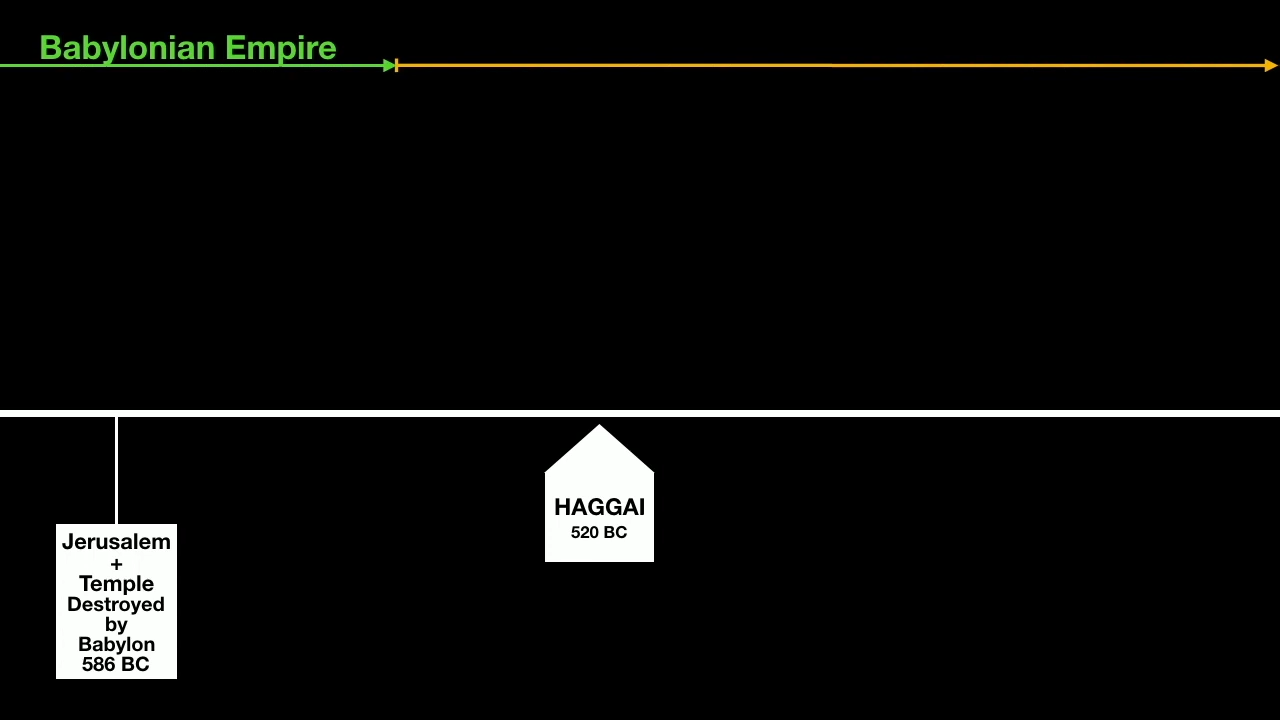 Babylonian Empire
HAGGAI
520 BC
Jerusalem
+
Temple
Destroyed
by
Babylon
586 BC